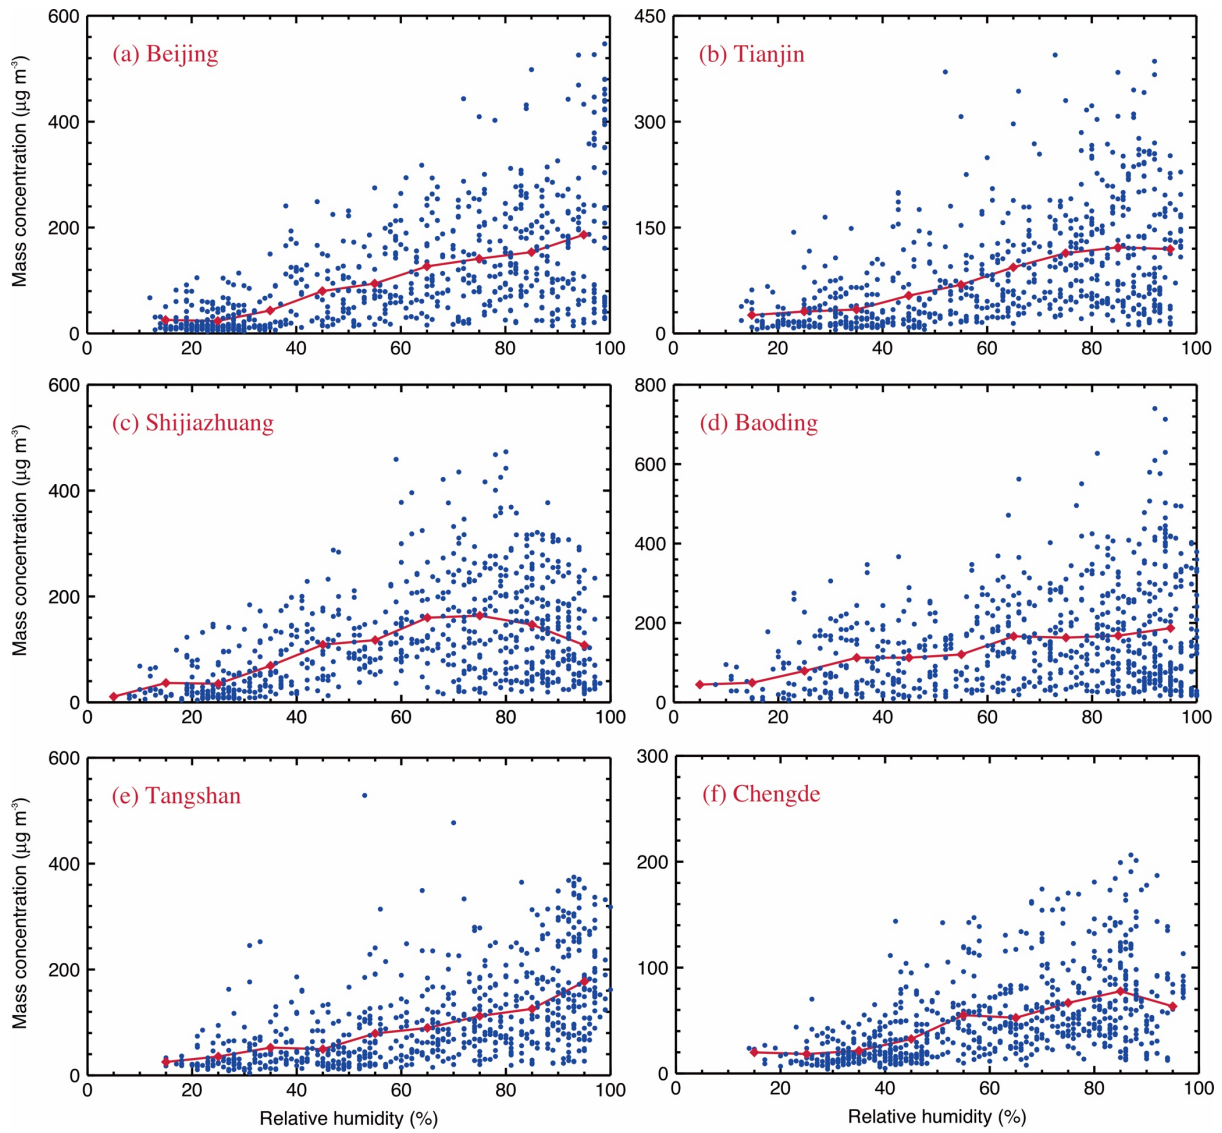 600
400
200
0
Mass concentration (μg m⁻³)
(a) Beijing
0 20 40 60 80 100
450
300
150
0
(b) Tianjin
0 20 40 60 80 100
600
400
200
0
Mass concentration (μg m⁻³)
(c) Shijiazhuang
0 20 40 60 80 100
800
600
400
200
0
(d) Baoding
0 20 40 60 80 100
600
400
200
0
Mass concentration (μg m⁻³)
(e) Tangshan
0 20 40 60 80 100
Relative humidity (%)
300
200
100
0
(f) Chengde
0 20 40 60 80 100
Relative humidity (%)